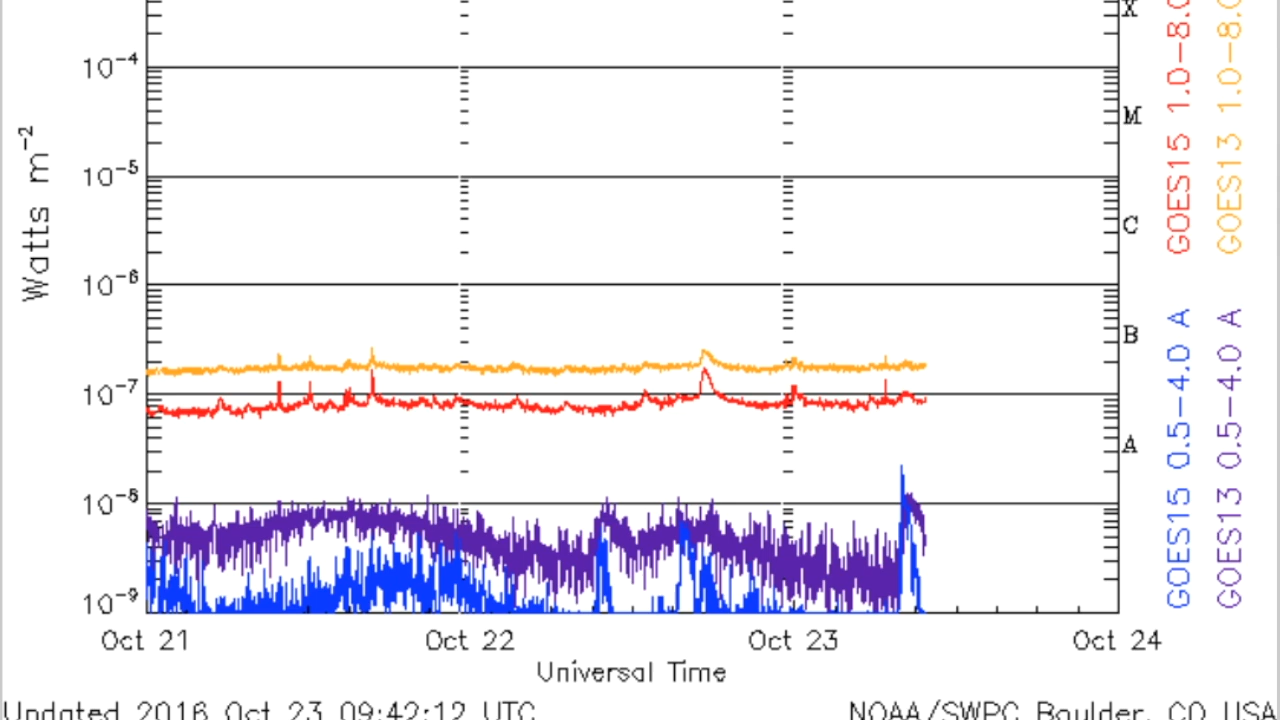 X
10−4
M
10−5
C
10−6
B
10−7
A
10−8
10−9
Watts m−2
Oct 21 Oct 22 Oct 23 Oct 24
Universal Time
Updated 2016 Oct 23 09:42:12 UTC NOAA/SWPC Boulder, CO USA
GOES15 0.5−4.0 A GOES15 1.0−8.0
GOES13 0.5−4.0 A GOES13 1.0−8.0